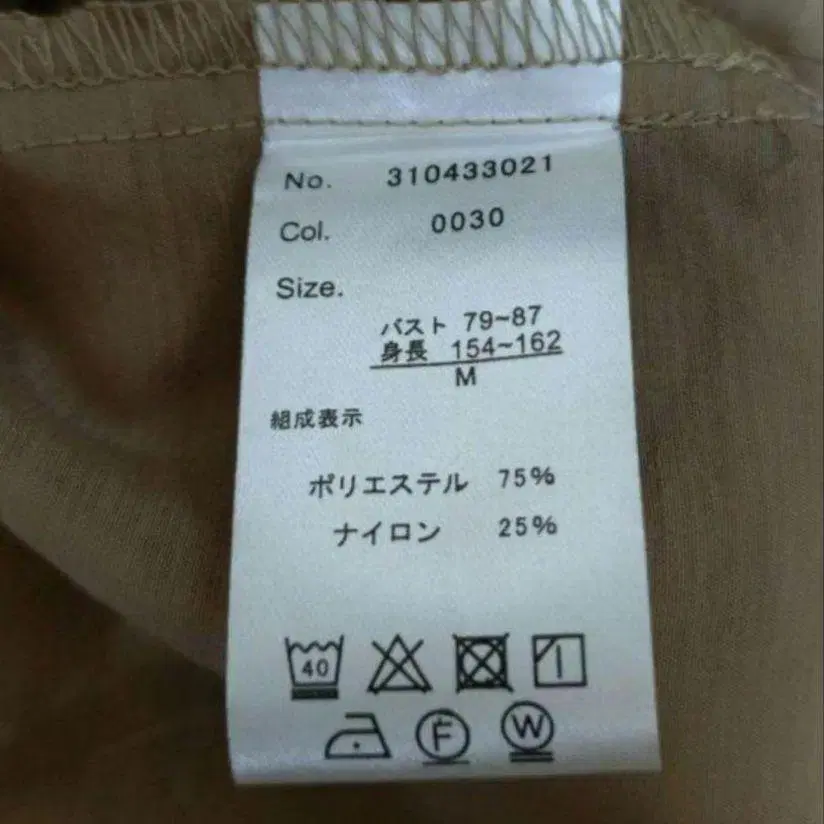 No. 310433021
Col. 0030
Size.
バスト 79~87
身長 154~162
M
組成表示
ポリエステル 75%
ナイロン 25%
40
F W